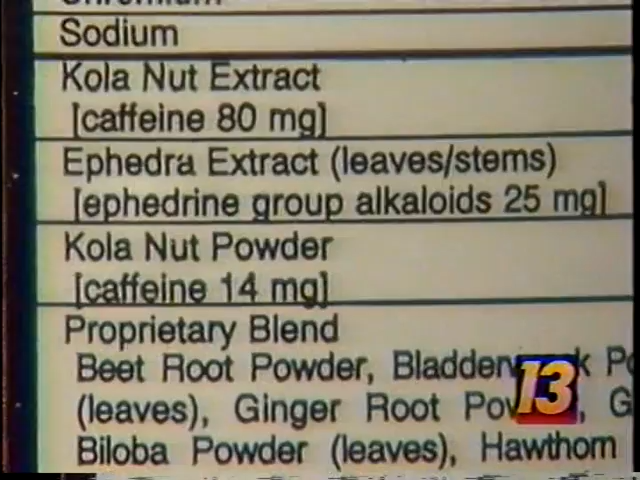 Chromium
Sodium
Kola Nut Extract
[caffeine 80 mg]
Ephedra Extract (leaves/stems)
[ephedrine group alkaloids 25 mg]
Kola Nut Powder
[caffeine 14 mg]
Proprietary Blend
Beet Root Powder,
(leaves), Ginger Root
Biloba Powder (leaves), Hawthorn
13